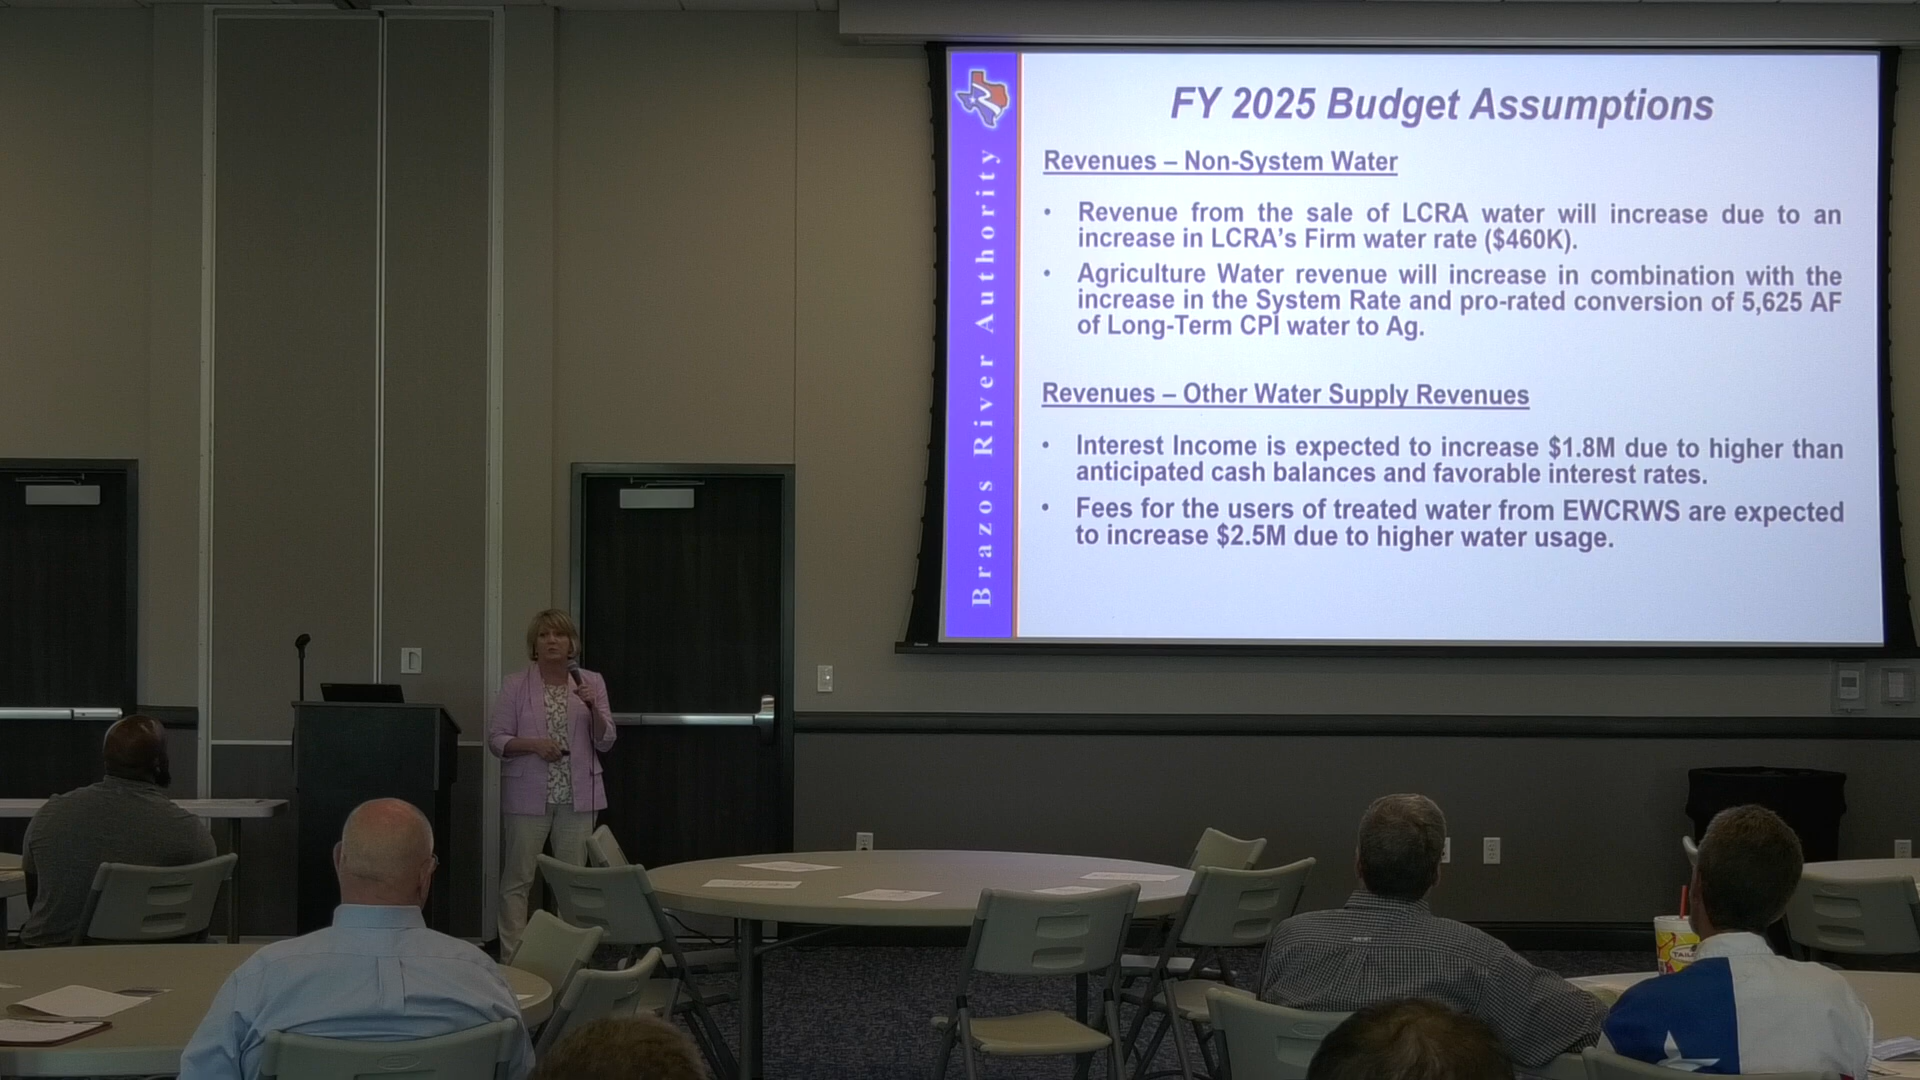 FY 2025 Budget Assumptions
Revenues – Non-System Water
• Revenue from the sale of LCRA water will increase due to an
increase in LCRA's Firm water rate ($460K).
• Agriculture Water revenue will increase in combination with the
increase in the System Rate and pro-rated conversion of 5,625 AF
of Long-Term CPI water to Ag.
Revenues – Other Water Supply Revenues
• Interest Income is expected to increase $1.8M due to higher than
anticipated cash balances and favorable interest rates.
• Fees for the users of treated water from EWCRWS are expected
to increase $2.5M due to higher water usage.
Brazos River Authority